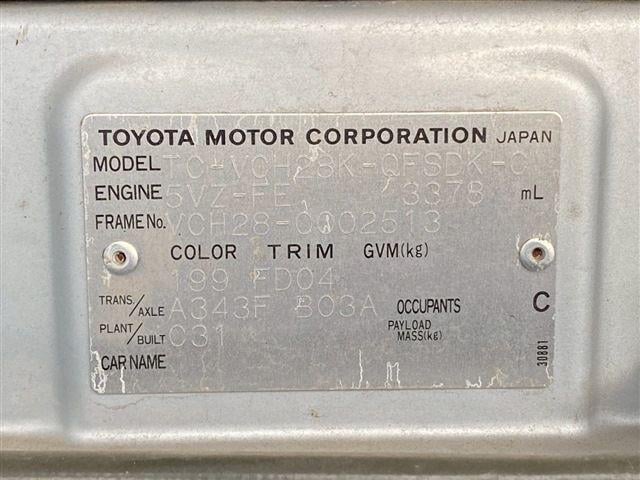 TOYOTA MOTOR CORPORATION JAPAN
MODEL TC-VCH28K-QFSDK-C
ENGINE 5VZ-FE 3378 mL
FRAME No. VCH28-0002513
COLOR TRIM GVM(kg)
199 FD04
TRANS./AXLE A343F B03A OCCUPANTS C
PLANT/BUILT C31 PAYLOAD MASS(kg)
CAR NAME
30881